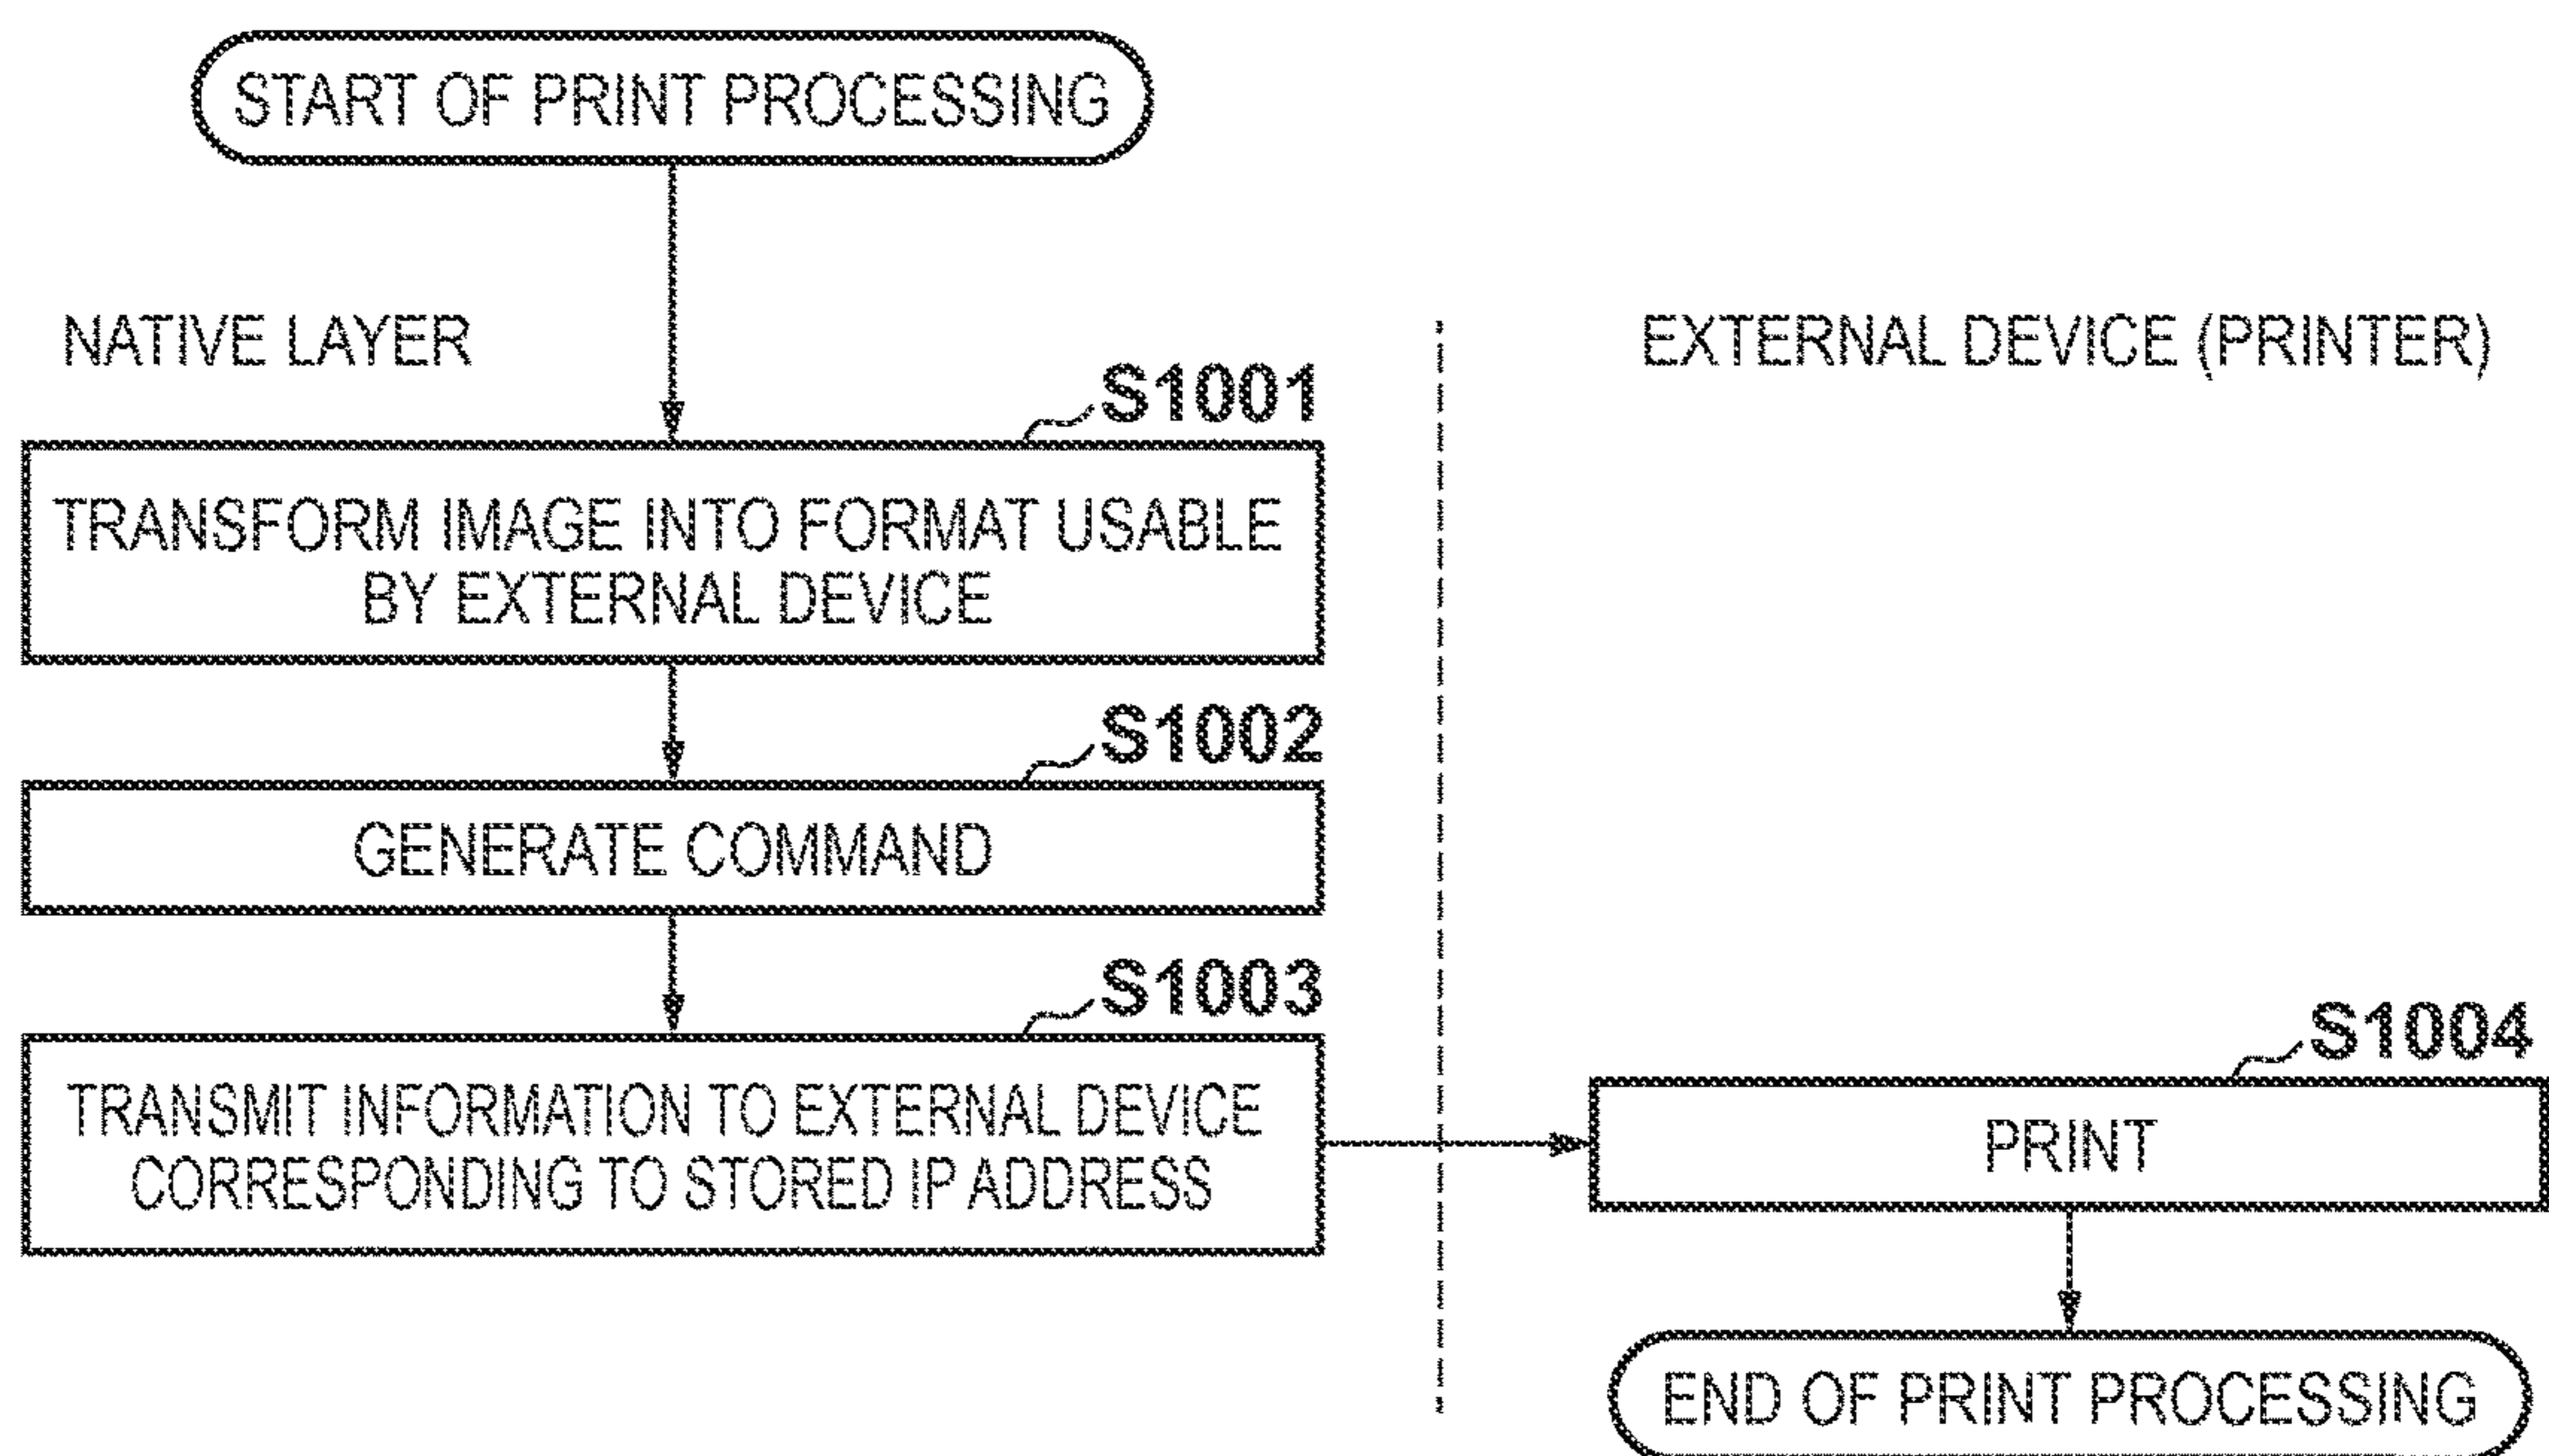 START OF PRINT PROCESSING
NATIVE LAYER
EXTERNAL DEVICE (PRINTER)
S1001
TRANSFORM IMAGE INTO FORMAT USABLE
BY EXTERNAL DEVICE
S1002
GENERATE COMMAND
S1003
TRANSMIT INFORMATION TO EXTERNAL DEVICE
CORRESPONDING TO STORED IP ADDRESS
S1004
PRINT
END OF PRINT PROCESSING